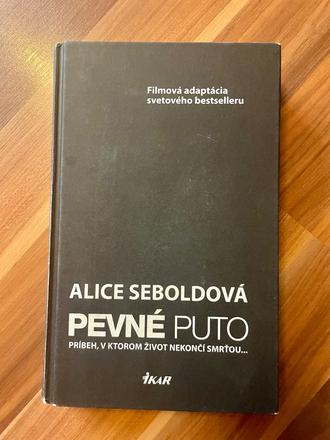 Filmová adaptácia
svetového bestselleru
ALICE SEBOLDOVÁ
PEVNÉ PUTO
PRÍBEH, V KTOROM ŽIVOT NEKONČÍ SMRŤOU...
IKAR